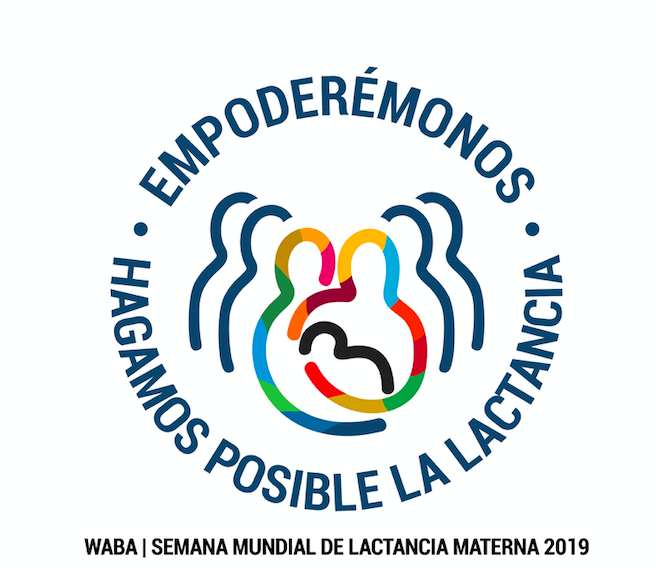 EMPODERÉMONOS
HAGAMOS POSIBLE LA LACTANCIA
WABA | SEMANA MUNDIAL DE LACTANCIA MATERNA 2019